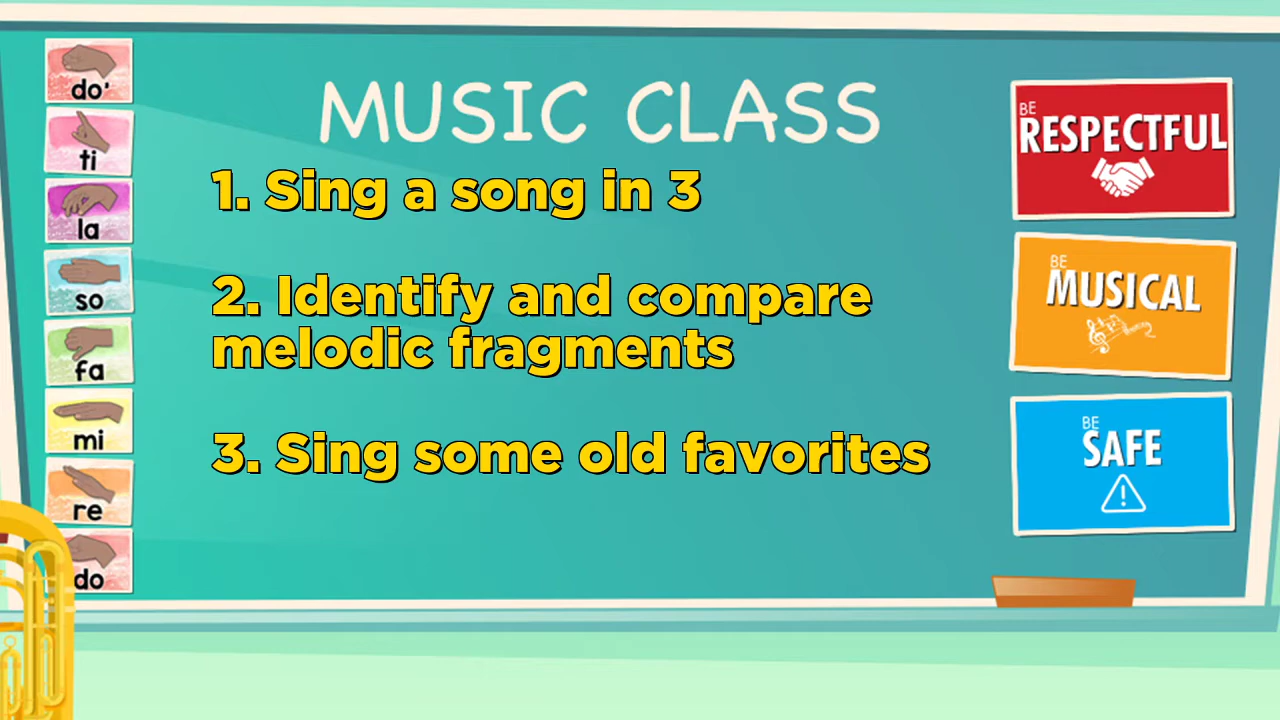 do'
ti
la
so
fa
mi
re
do
MUSIC CLASS
1. Sing a song in 3
2. Identify and compare
melodic fragments
3. Sing some old favorites
BE
RESPECTFUL
BE
MUSICAL
BE
SAFE